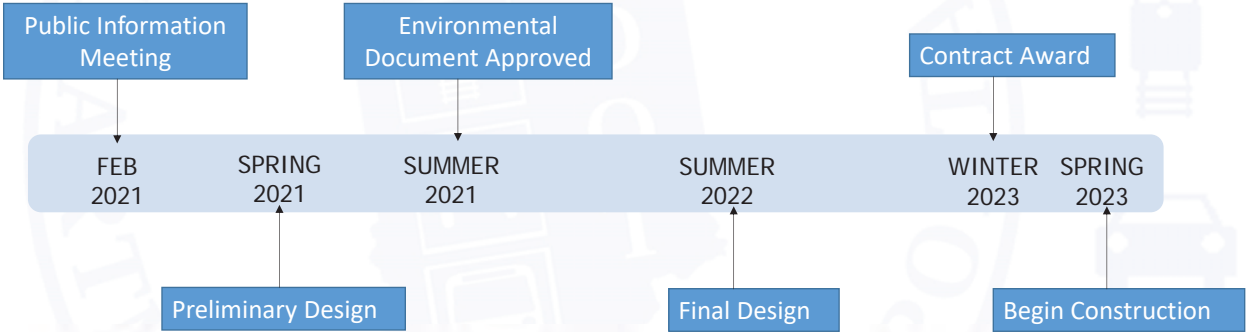 Public Information
Meeting
Environmental
Document Approved
Contract Award
FEB
2021
SPRING
2021
SUMMER
2021
SUMMER
2022
WINTER
2023
SPRING
2023
Preliminary Design
Final Design
Begin Construction